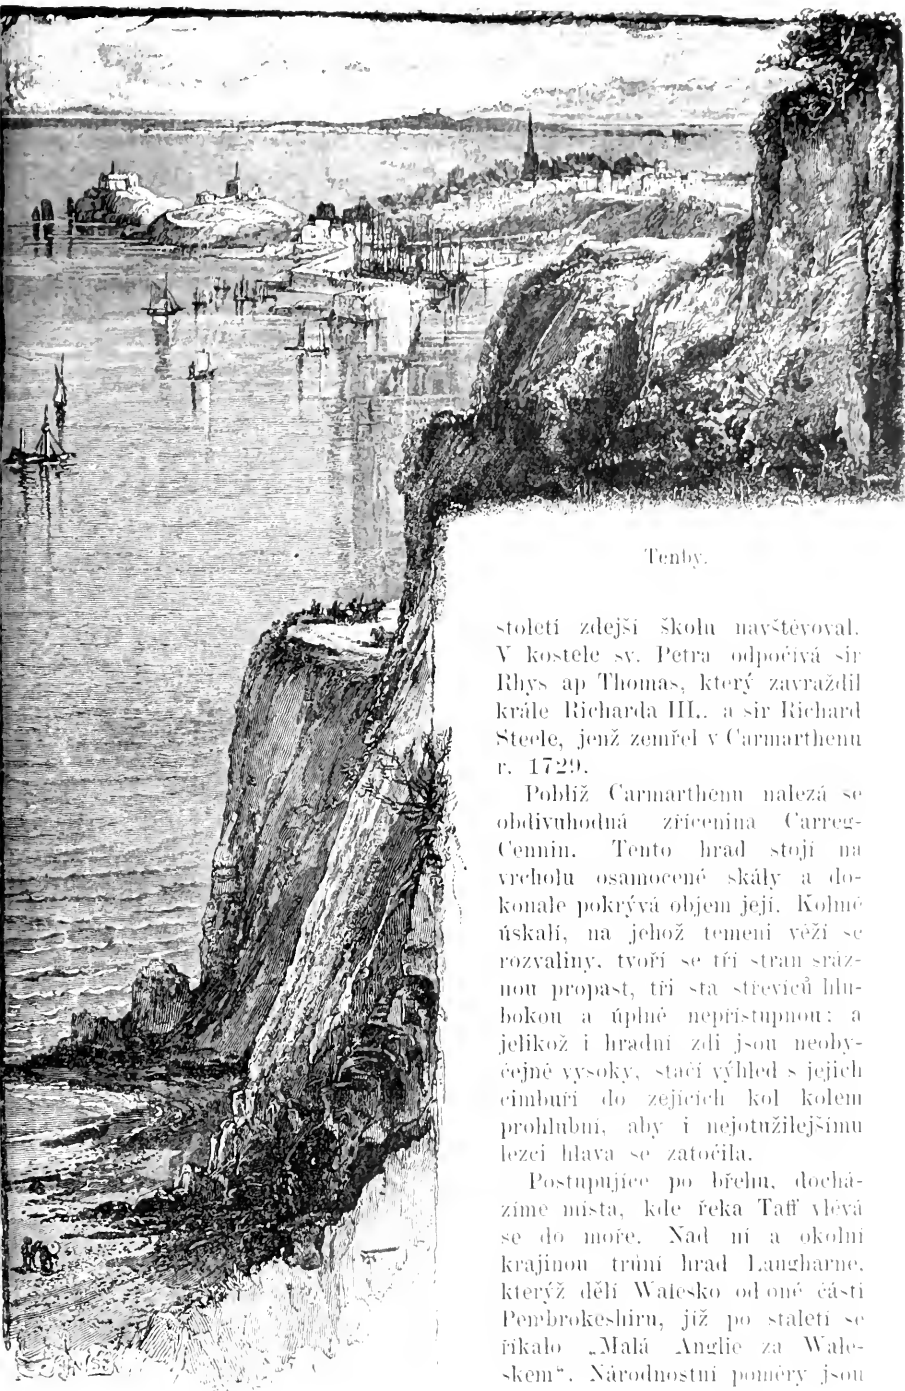 Tenby.
století zdejší školu navštěvoval.
V kostele sv. Petra odpočívá sir
Rhys ap Thomas, který zavraždil
krále Richarda III., a sir Richard
Steele, jenž zemřel v Carmarthenu
r. 1729.
Poblíž Carmarthenu nalezá se
obdivuhodná zřícenina Carreg-
Cennin. Tento hrad stojí na
vrcholu osamocené skály a do-
konale pokrývá objem její. Kolmé
úskalí, na jehož temeni věží se
rozvaliny, tvoří se tří stran sráz-
nou propast, tři sta střevíců hlu-
bokou a úplně nepřístupnou; a
jelikož i hradní zdi jsou neoby-
čejně vysoky, stačí výhled s jejich
cimbuří do zejících kol kolem
prohlubní, aby i nejotužilejšímu
lezci hlava se zatočila.
Postupujíce po břehu, dochá-
zíme místa, kde řeka Taff vlévá
se do moře. Nad ní a okolní
krajinou trůní hrad Laugharne,
kterýž dělí Walesko od oné části
Pembrokeshiru, jíž po staletí se
říkalo „Malá Anglie za Wale-
skem“. Národnostní poměry jsou